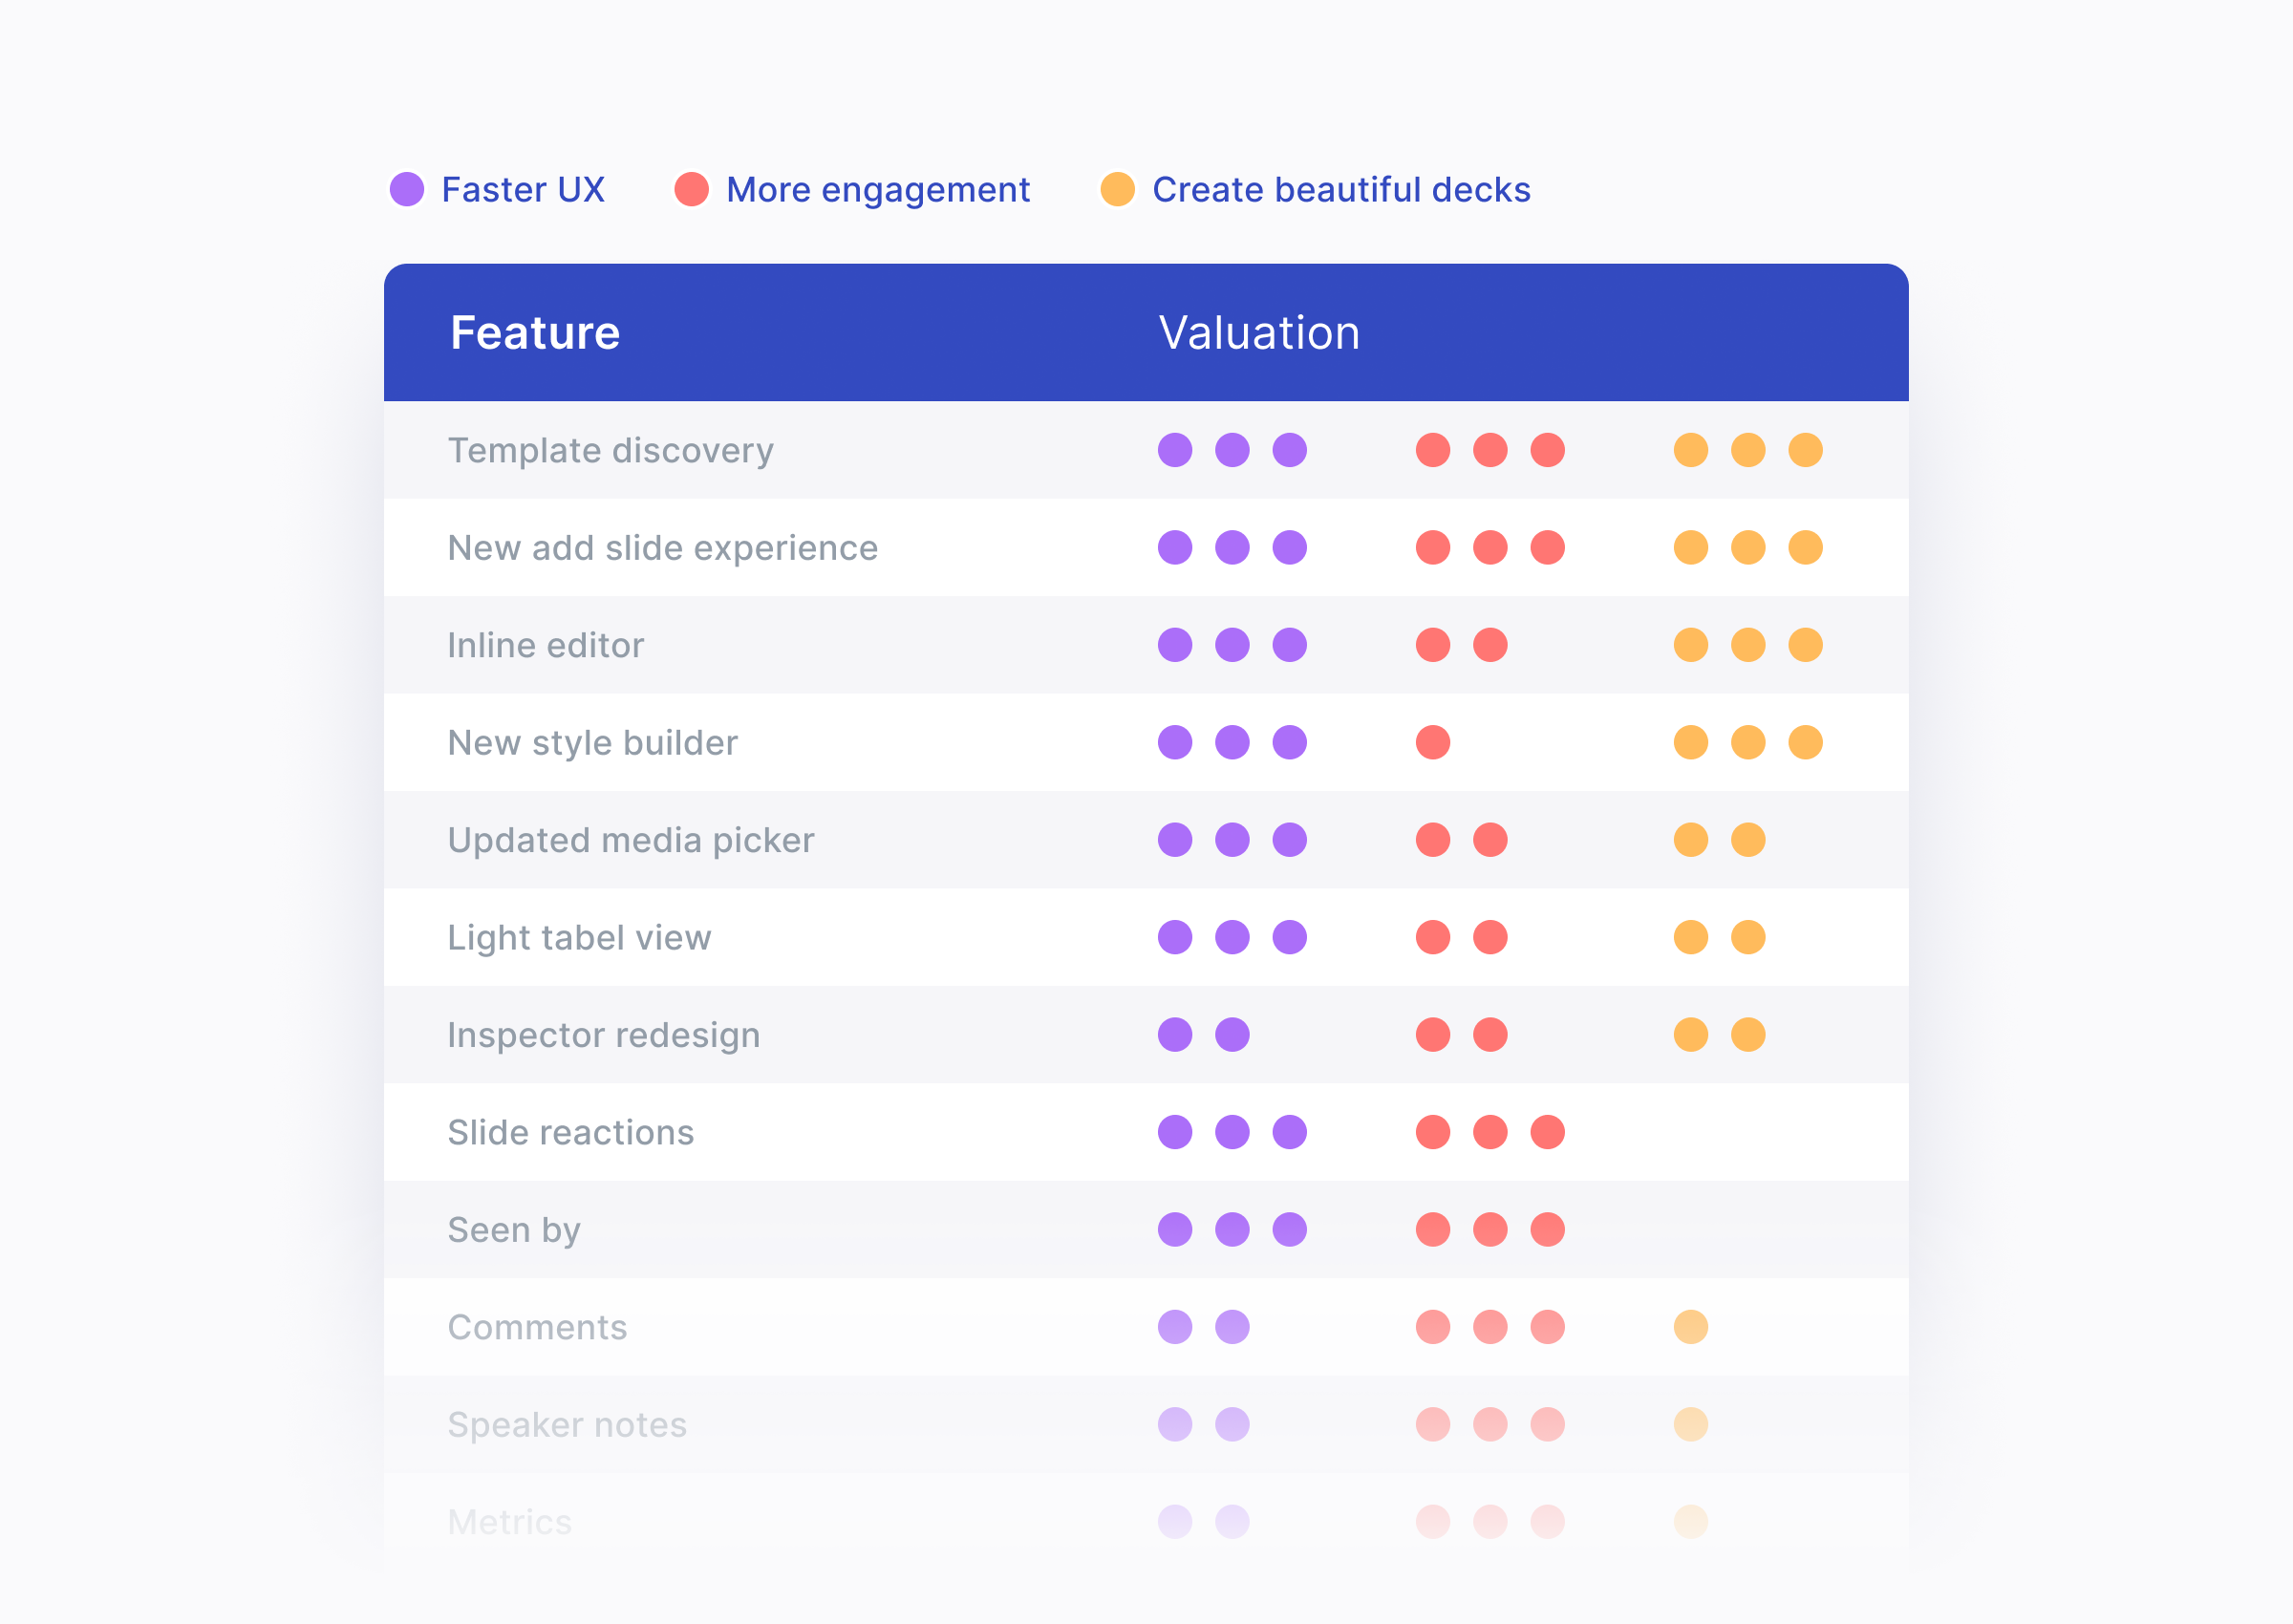 Faster UX More engagement Create beautiful decks
Feature Valuation
Template discovery
New add slide experience
Inline editor
New style builder
Updated media picker
Light tabel view
Inspector redesign
Slide reactions
Seen by
Comments
Speaker notes
Metrics